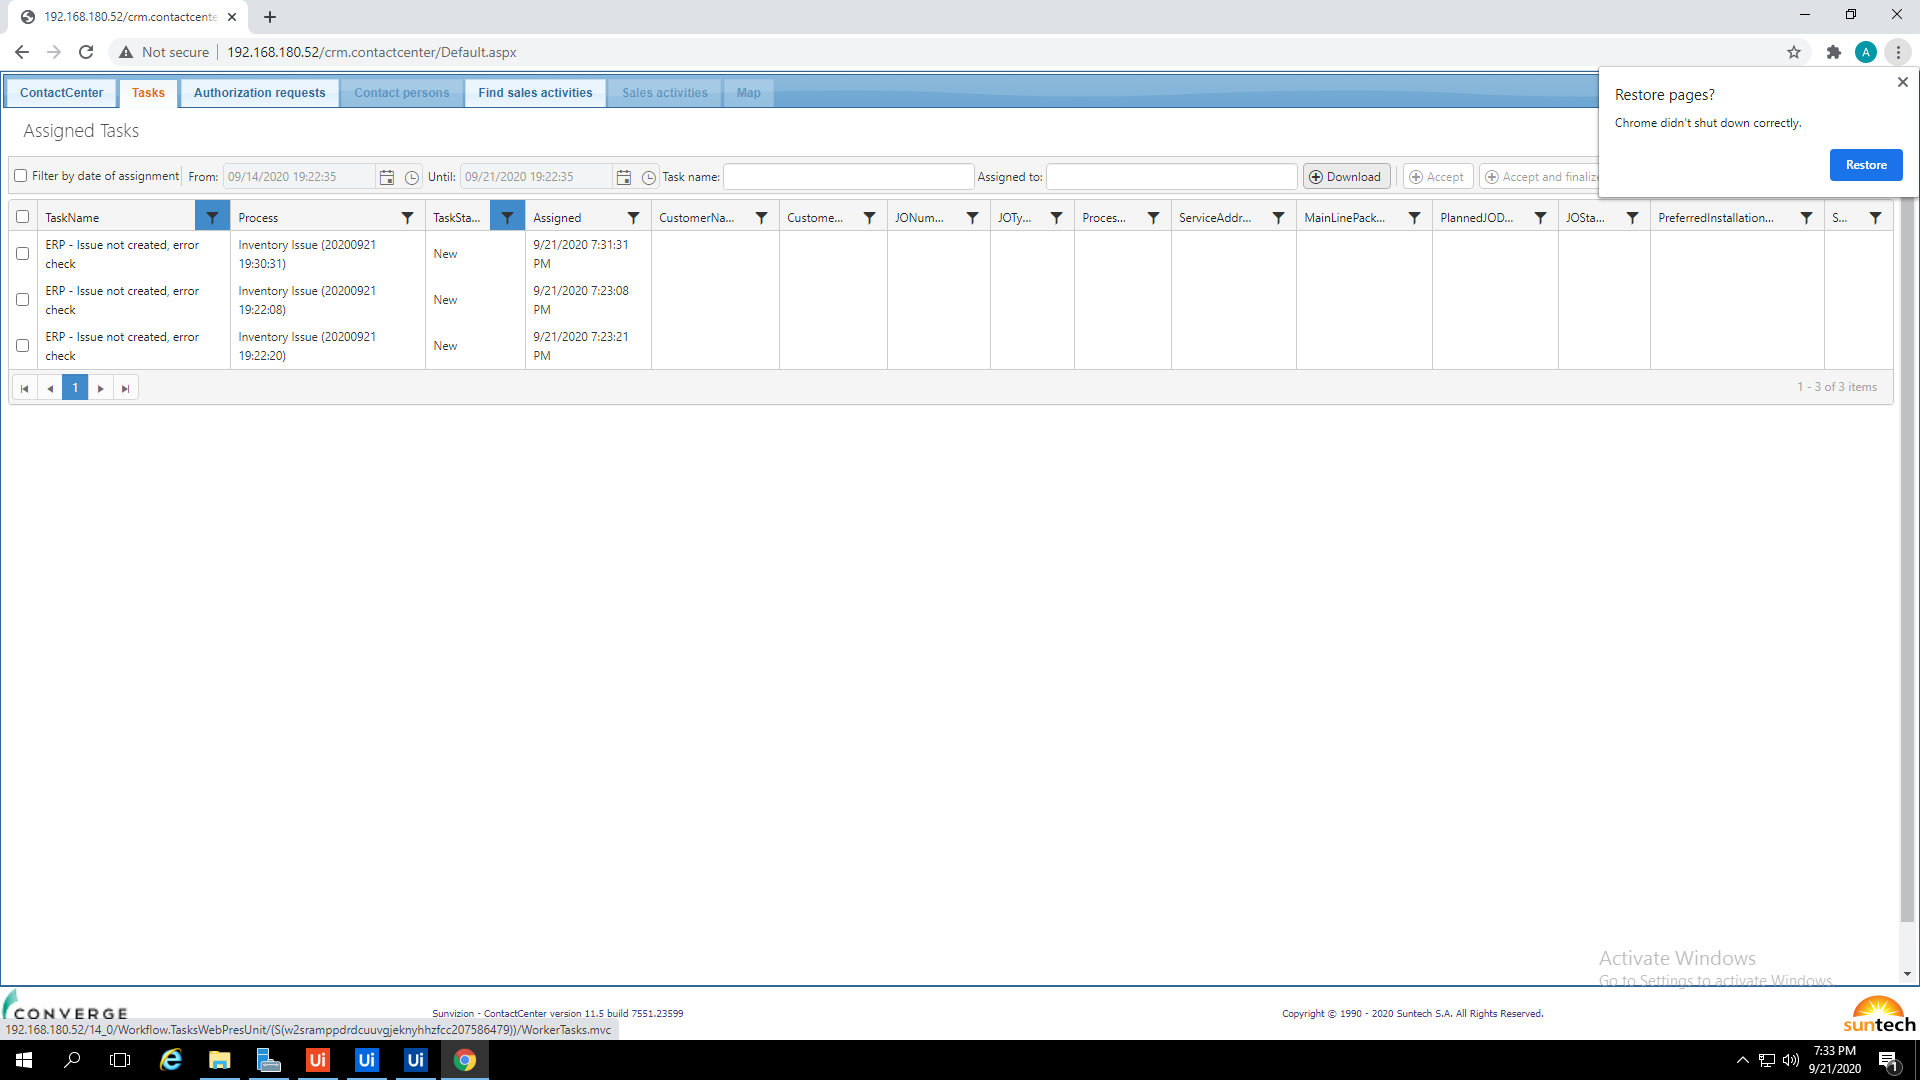 192.168.180.52/crm.contactcente
Not secure
192.168.180.52/crm.contactcenter/Default.aspx
A
ContactCenter Tasks Authorization requests Contact persons Find sales activities Sales activities Map
Restore pages?
Chrome didn't shut down correctly.
Restore
Assigned Tasks
Filter by date of assignment From: 09/14/2020 19:22:35 Until: 09/21/2020 19:22:35 Task name: Assigned to: Download Accept Accept and finalize
TaskName Process TaskSta... Assigned CustomerNa... Custome... JONum... JOTy... Proces... ServiceAddr... MainLinePack... PlannedJOD... JOSta... PreferredInstallation... S...
ERP - Issue not created, error check Inventory Issue (20200921 19:30:31) New 9/21/2020 7:31:31 PM
ERP - Issue not created, error check Inventory Issue (20200921 19:22:08) New 9/21/2020 7:23:08 PM
ERP - Issue not created, error check Inventory Issue (20200921 19:22:20) New 9/21/2020 7:23:21 PM
1
1 - 3 of 3 items
Activate Windows
Go to Settings to activate Windows.
CONVERGE
Sunvizion - ContactCenter version 11.5 build 7551.23599
Copyright © 1990 - 2020 Suntech S.A. All Rights Reserved.
suntech
192.168.180.52/14_0/Workflow.TasksWebPresUnit/(S(w2sramppdrdcuuvgjeknyhhzfcc207586479))/WorkerTasks.mvc
Ui
Ui
Ui
7:33 PM
9/21/2020
1